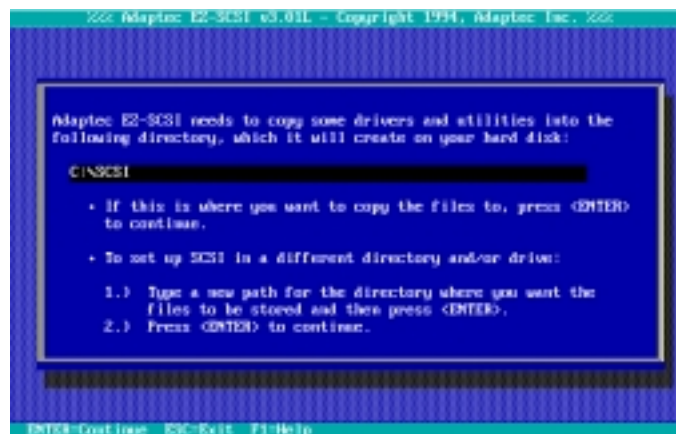 %%% Adaptec EZ-SCSI v3.01L - Copyright 1994, Adaptec Inc. %%%
Adaptec EZ-SCSI needs to copy some drivers and utilities into the
following directory, which it will create on your hard disk:
C:\SCSI
• If this is where you want to copy the files to, press <ENTER>
to continue.
• To set up SCSI in a different directory and/or drive:
1.) Type a new path for the directory where you want the
files to be stored and then press <ENTER>.
2.) Press <ENTER> to continue.
ENTER=Continue ESC=Exit F1=Help